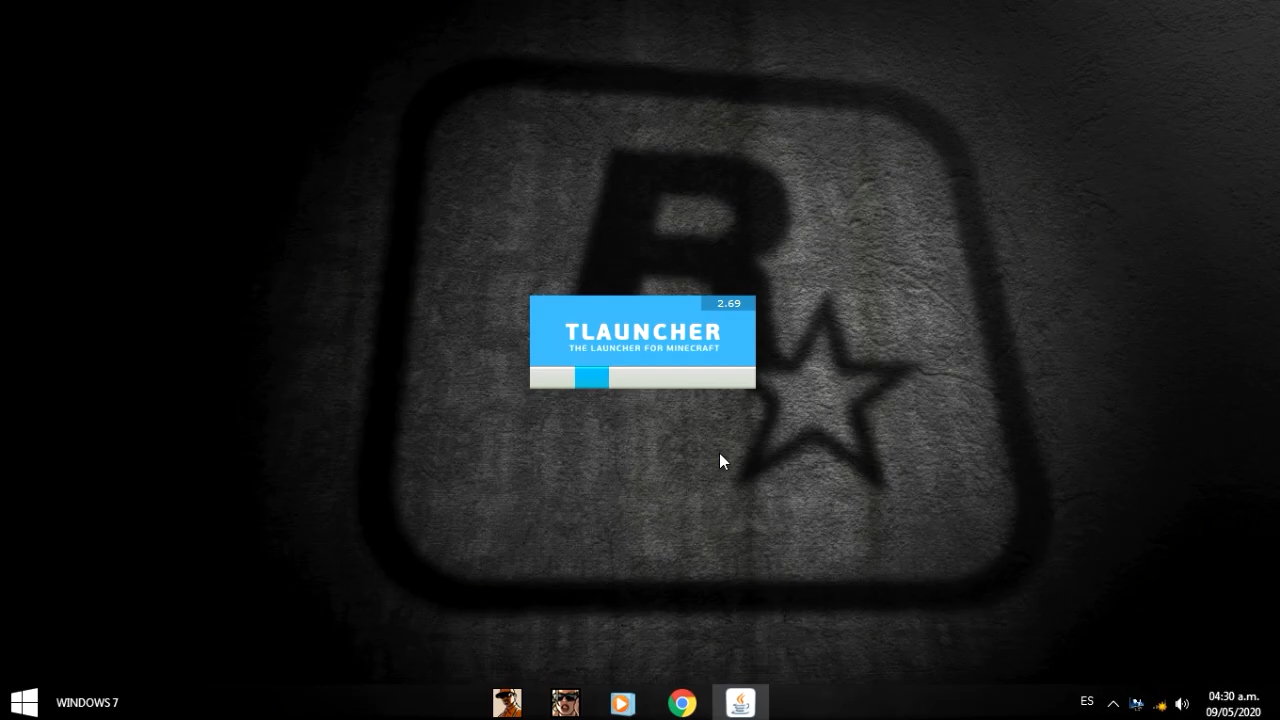 2.69
TLAUNCHER
THE LAUNCHER FOR MINECRAFT
R
WINDOWS 7
ES
04:30 a.m.
09/05/2020